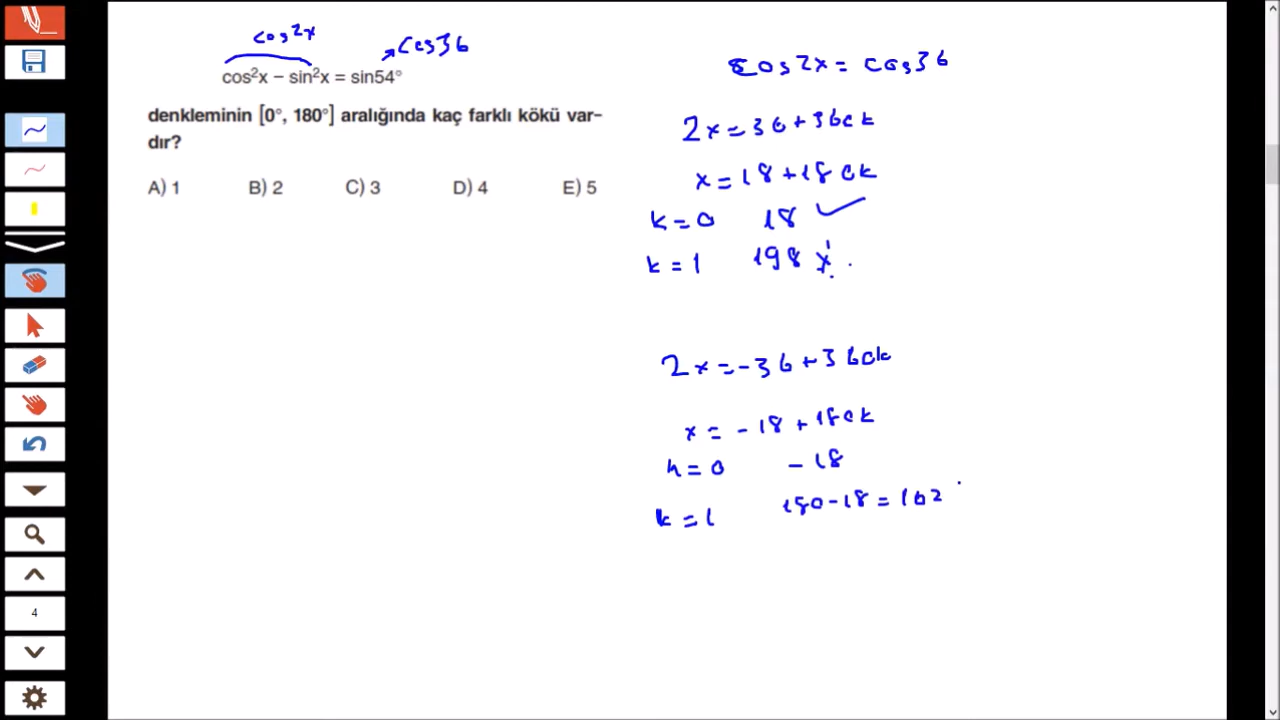 cos2x
cos36
cos²x – sin²x = sin54°
denkleminin [0°, 180°] aralığında kaç farklı kökü var-
dır?
A) 1 B) 2 C) 3 D) 4 E) 5
cos2x = cos36
2x = 36 + 360k
x = 18 + 180k
k = 0 18 ✓
k = 1 198 x
2x = -36 + 360k
x = -18 + 180k
k = 0 -18
k = 1 180-18 = 162
4